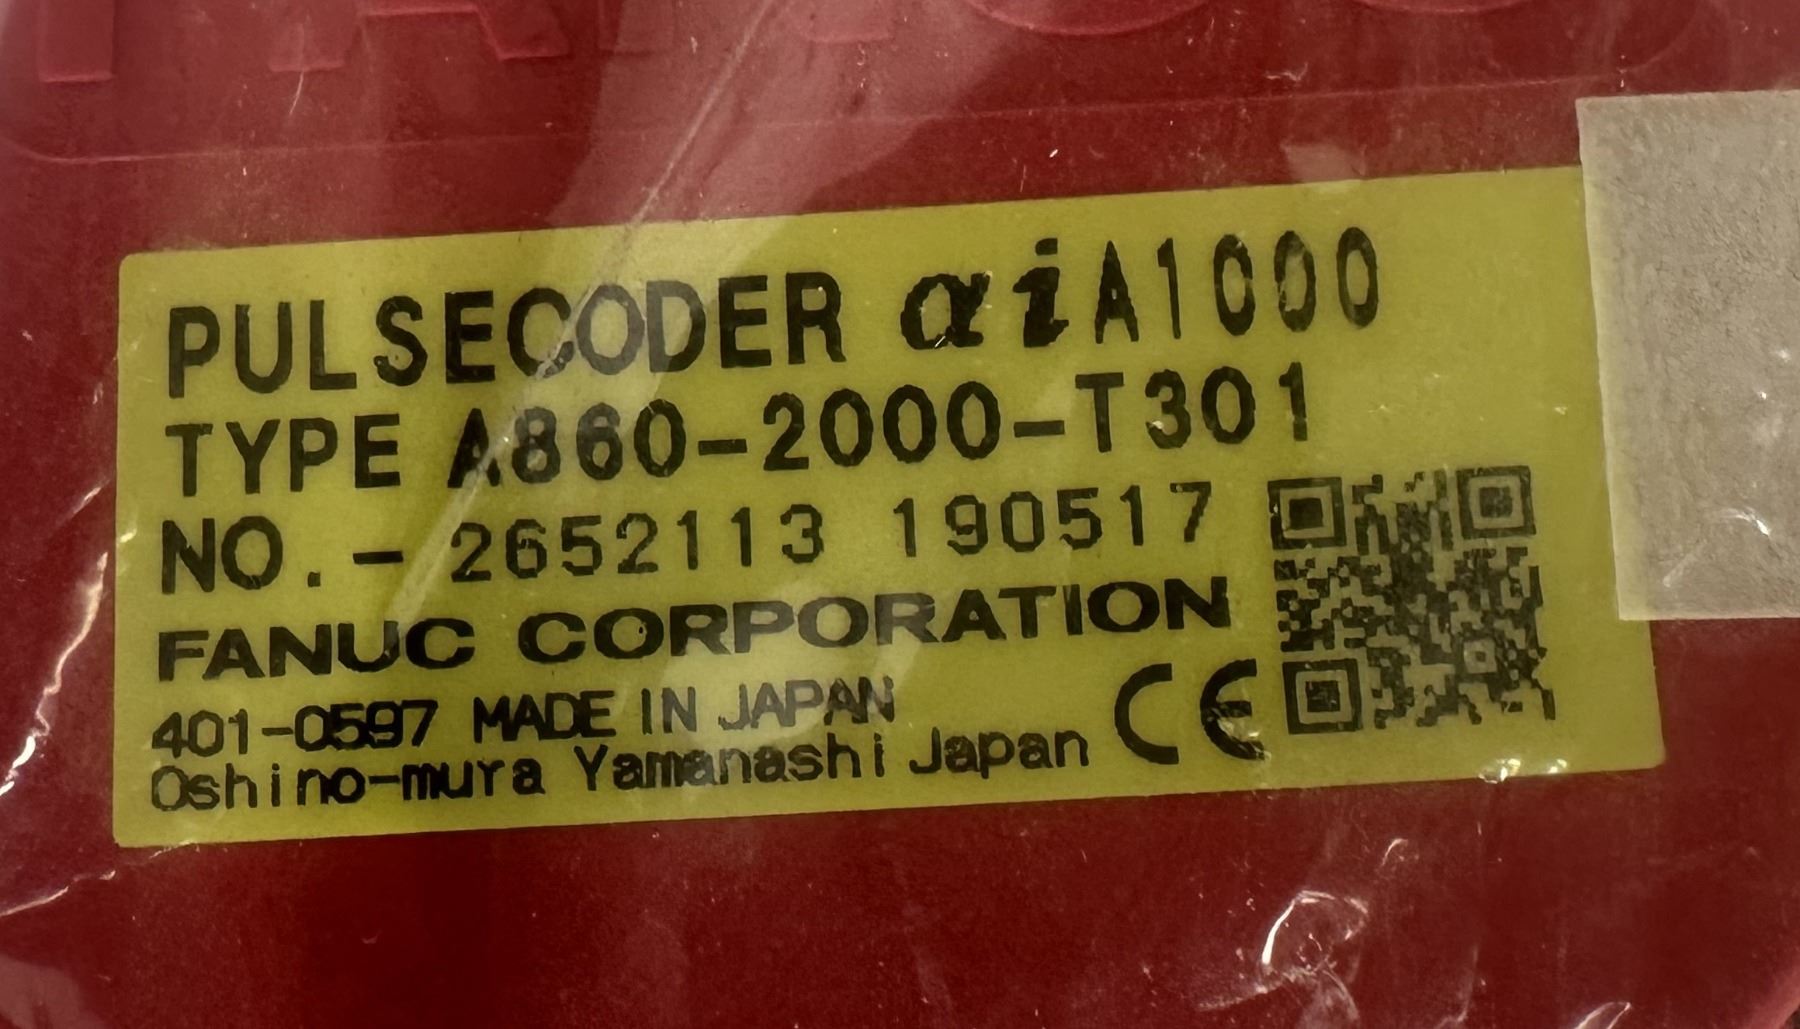 PULSECODER αiA1000
TYPE A860-2000-T301
NO.-2652113 190517
FANUC CORPORATION
401-0597 MADE IN JAPAN
Oshino-mura Yamanashi Japan
CE